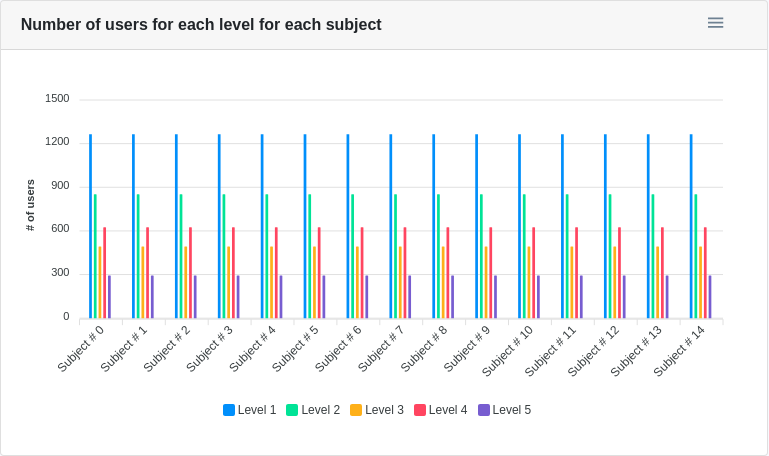 Number of users for each level for each subject
1500
1200
900
600
300
0
# of users
Subject # 0
Subject # 1
Subject # 2
Subject # 3
Subject # 4
Subject # 5
Subject # 6
Subject # 7
Subject # 8
Subject # 9
Subject # 10
Subject # 11
Subject # 12
Subject # 13
Subject # 14
Level 1 Level 2 Level 3 Level 4 Level 5